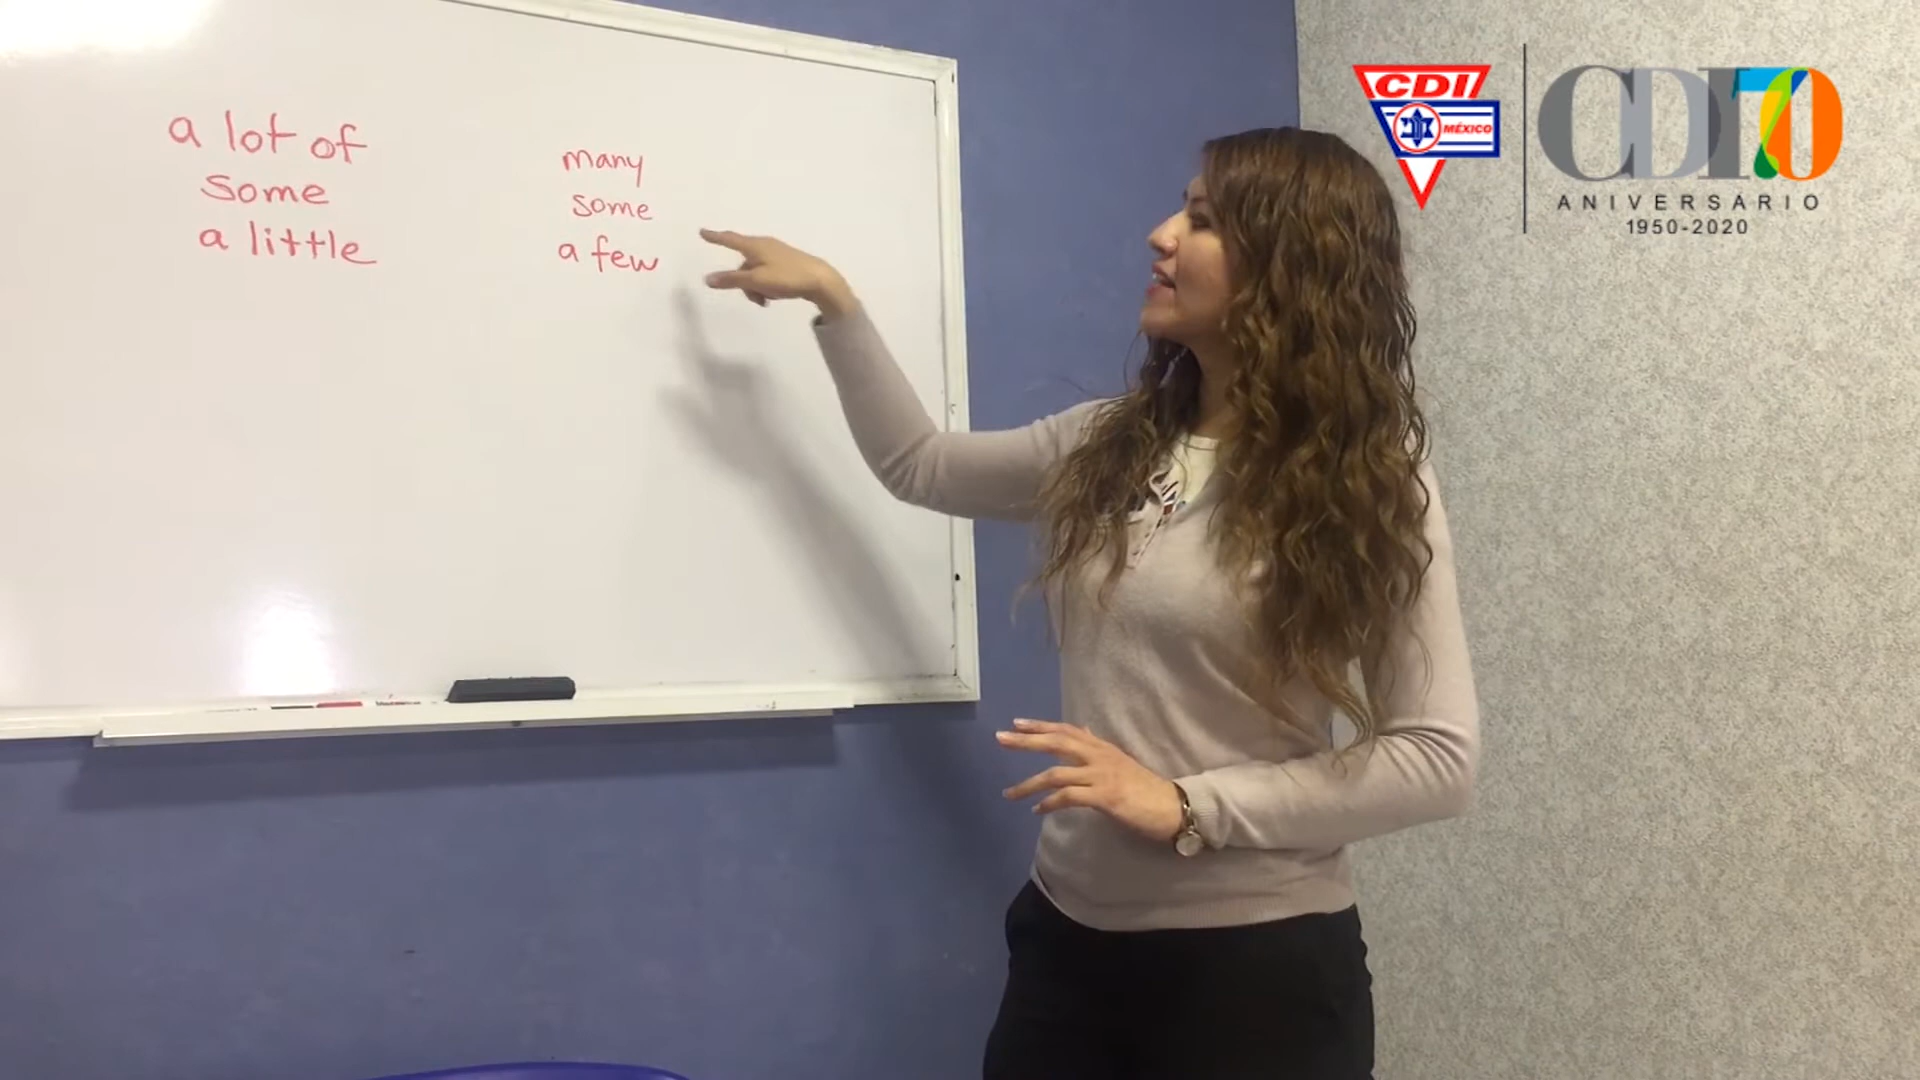 a lot of
some
a little
many
some
a few
CDI
MÉXICO
CDI 70
ANIVERSARIO
1950-2020